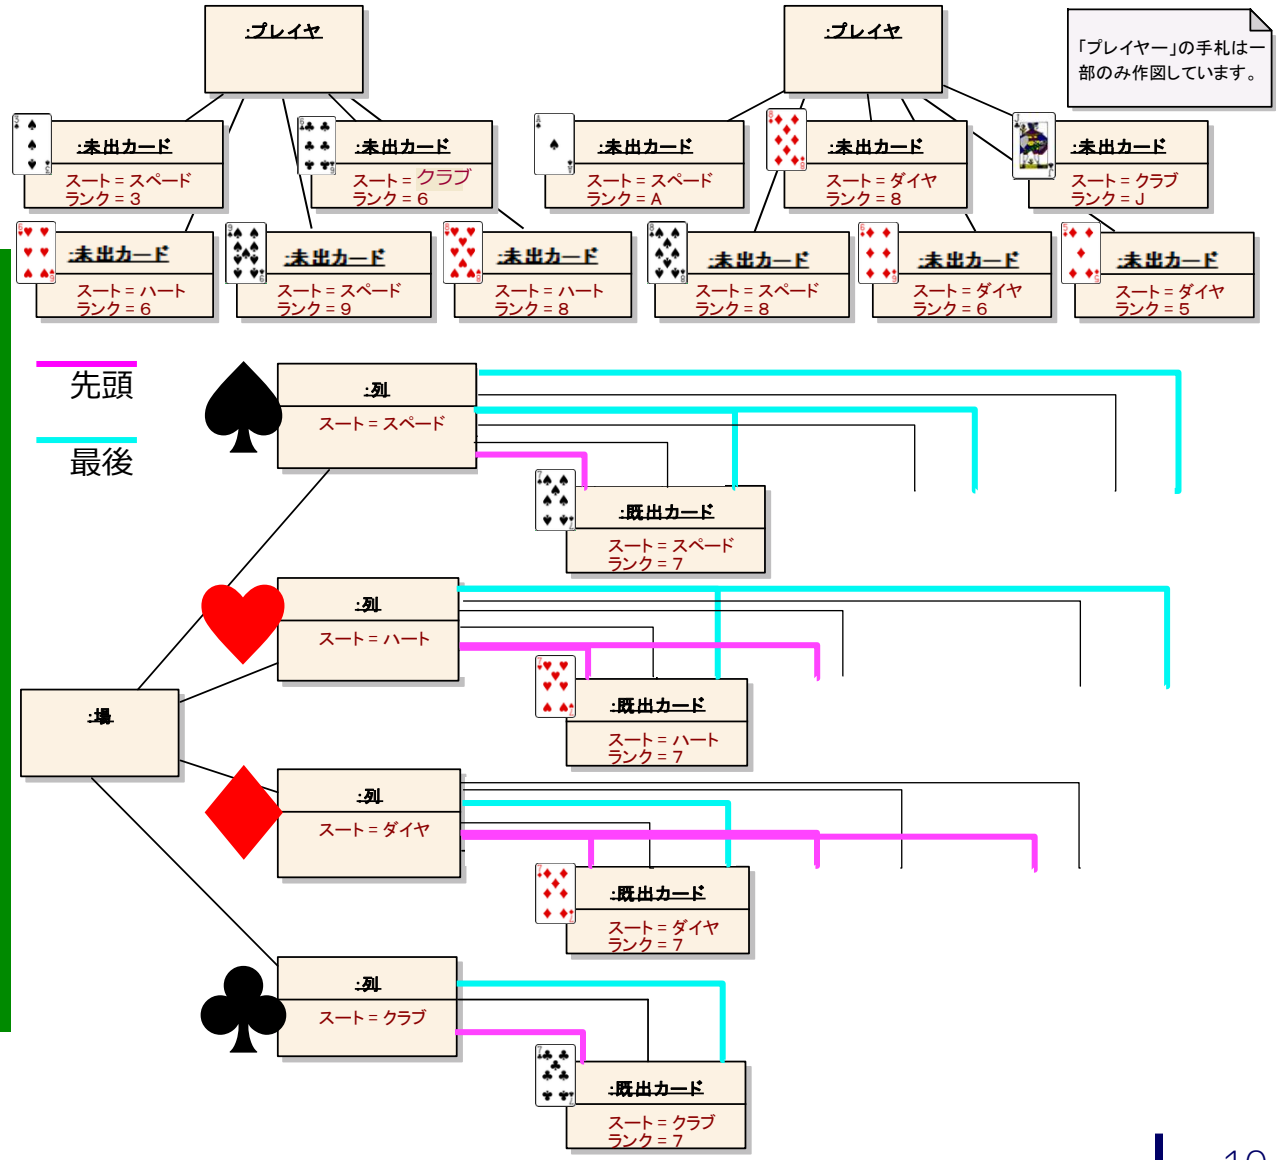 :プレイヤ
:プレイヤ
「プレイヤー」の手札は一
部のみ作図しています。
:未出カード
スート = スペード
ランク = 3
:未出カード
スート = クラブ
ランク = 6
:未出カード
スート = スペード
ランク = A
:未出カード
スート = ダイヤ
ランク = 8
:未出カード
スート = クラブ
ランク = J
:未出カード
スート = ハート
ランク = 6
:未出カード
スート = スペード
ランク = 9
:未出カード
スート = ハート
ランク = 8
:未出カード
スート = スペード
ランク = 8
:未出カード
スート = ダイヤ
ランク = 6
:未出カード
スート = ダイヤ
ランク = 5
先頭
最後
:列
スート = スペード
:既出カード
スート = スペード
ランク = 7
:列
スート = ハート
:既出カード
スート = ハート
ランク = 7
:場
:列
スート = ダイヤ
:既出カード
スート = ダイヤ
ランク = 7
:列
スート = クラブ
:既出カード
スート = クラブ
ランク = 7